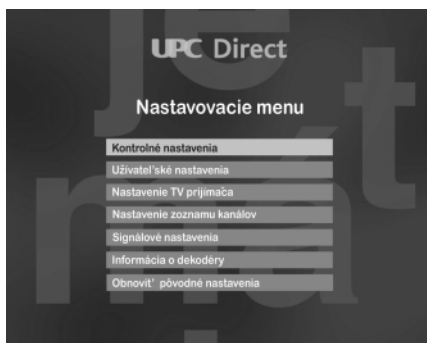 UPC Direct
Nastavovacie menu
Kontrolné nastavenia
Užívateľské nastavenia
Nastavenie TV prijímača
Nastavenie zoznamu kanálov
Signálové nastavenia
Informácia o dekodéry
Obnoviť' pôvodné nastavenia